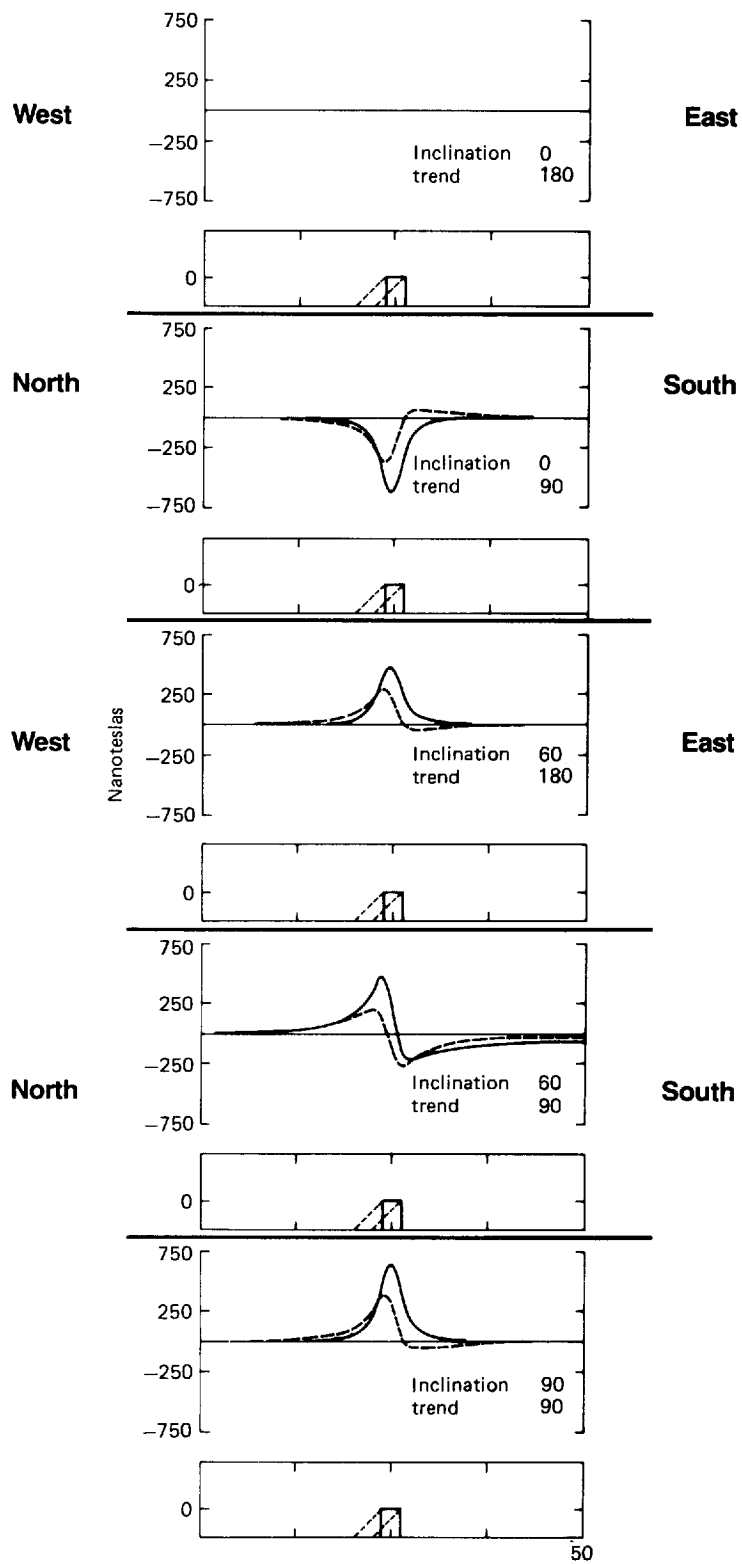 750
250
West
East
−250
Inclination 0
trend 180
−750
0
750
North
South
250
−250
Inclination 0
trend 90
−750
0
750
250
West
East
Nanoteslas
−250
Inclination 60
trend 180
−750
0
750
250
−250
North
South
Inclination 60
trend 90
−750
0
750
250
−250
Inclination 90
trend 90
−750
0
50